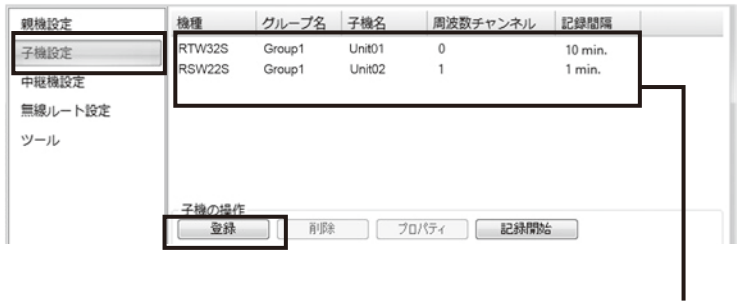 親機設定
子機設定
中継機設定
無線ルート設定
ツール
機種 グループ名 子機名 周波数チャンネル 記録間隔
RTW32S Group1 Unit01 0 10 min.
RSW22S Group1 Unit02 1 1 min.
子機の操作
登録 削除 プロパティ 記録開始